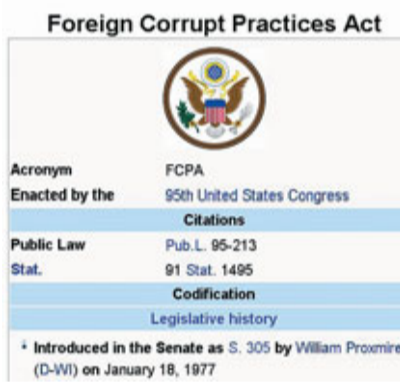 Foreign Corrupt Practices Act
Acronym FCPA
Enacted by the 95th United States Congress
Citations
Public Law Pub.L. 95-213
Stat. 91 Stat. 1495
Codification
Legislative history
• Introduced in the Senate as S. 305 by William Proxmire
(D-WI) on January 18, 1977